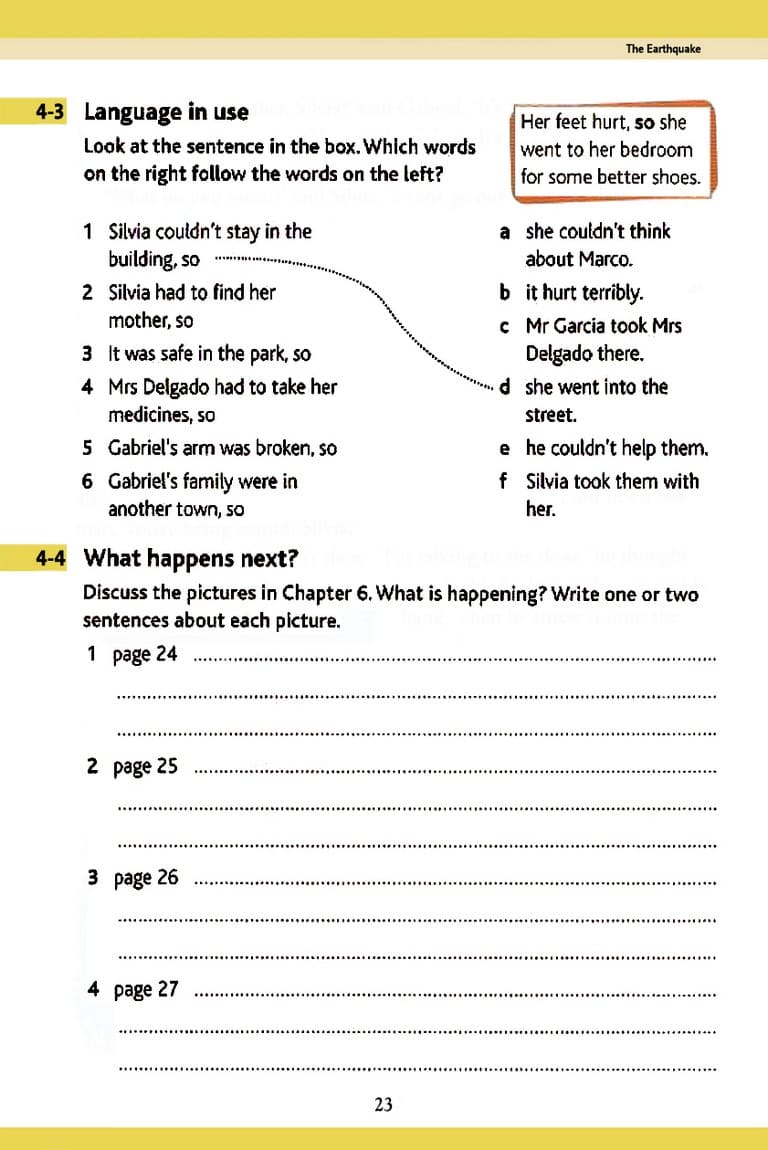 The Earthquake
4-3 Language in use
Look at the sentence in the box. Which words
on the right follow the words on the left?
Her feet hurt, so she
went to her bedroom
for some better shoes.
1 Silvia couldn't stay in the
building, so
2 Silvia had to find her
mother, so
3 It was safe in the park, so
4 Mrs Delgado had to take her
medicines, so
5 Gabriel's arm was broken, so
6 Gabriel's family were in
another town, so
a she couldn't think
about Marco.
b it hurt terribly.
c Mr Garcia took Mrs
Delgado there.
d she went into the
street.
e he couldn't help them.
f Silvia took them with
her.
4-4 What happens next?
Discuss the pictures in Chapter 6. What is happening? Write one or two
sentences about each picture.
1 page 24
2 page 25
3 page 26
4 page 27
23